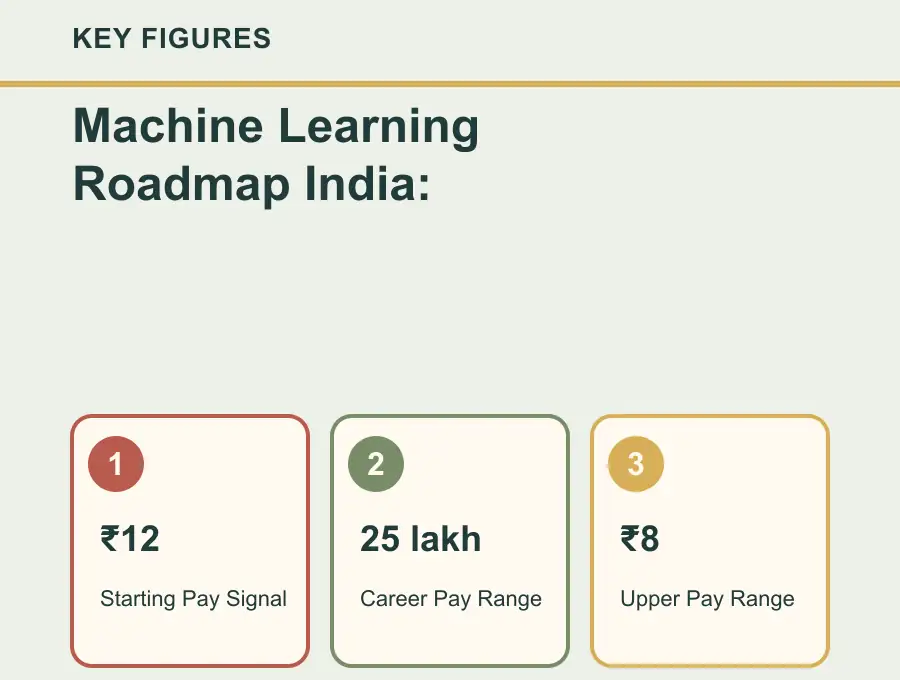 KEY FIGURES
Machine Learning
Roadmap India:
1
₹12
Starting Pay Signal
2
25 lakh
Career Pay Range
3
₹8
Upper Pay Range